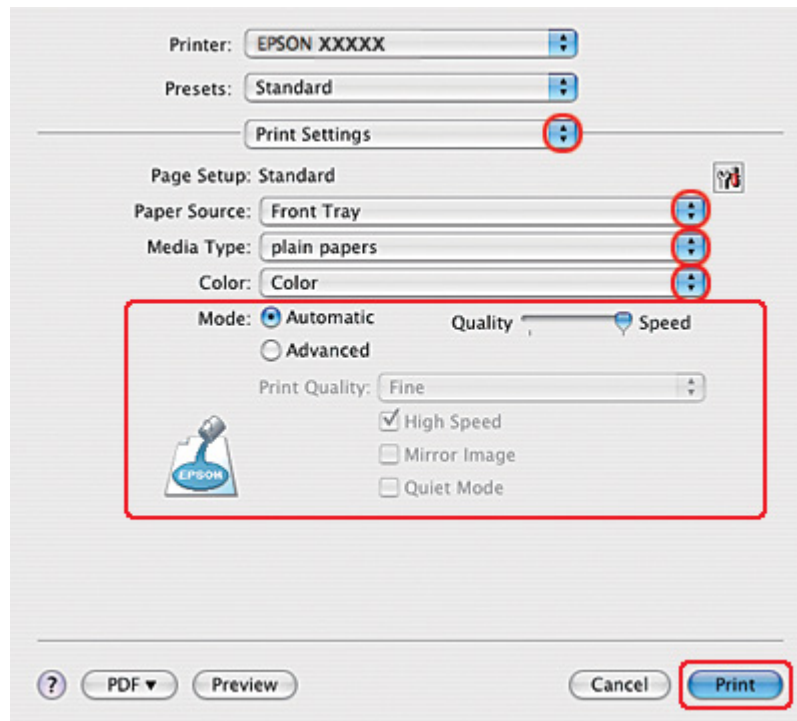 Printer: EPSON XXXXX
Presets: Standard
Print Settings
Page Setup: Standard
Paper Source: Front Tray
Media Type: plain papers
Color: Color
Mode: Automatic Quality Speed
Advanced
Print Quality: Fine
High Speed
Mirror Image
EPSON
Quiet Mode
? PDF Preview Cancel Print